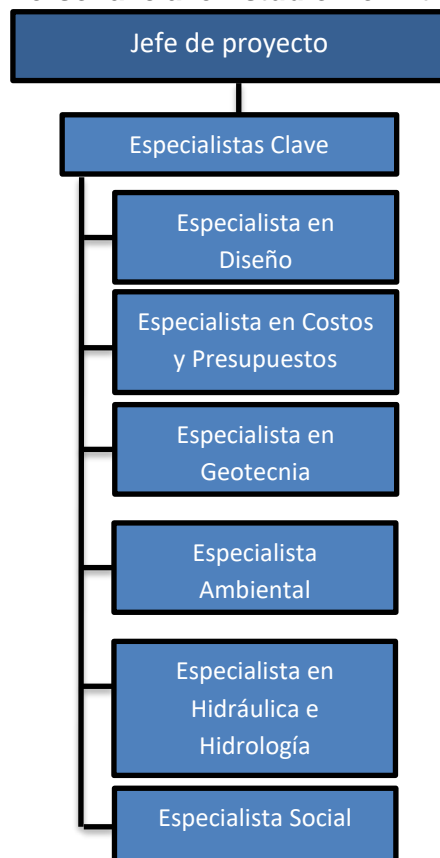 Jefe de proyecto
Especialistas Clave
Especialista en
Diseño
Especialista en Costos
y Presupuestos
Especialista en
Geotecnia
Especialista
Ambiental
Especialista en
Hidráulica e
Hidrología
Especialista Social